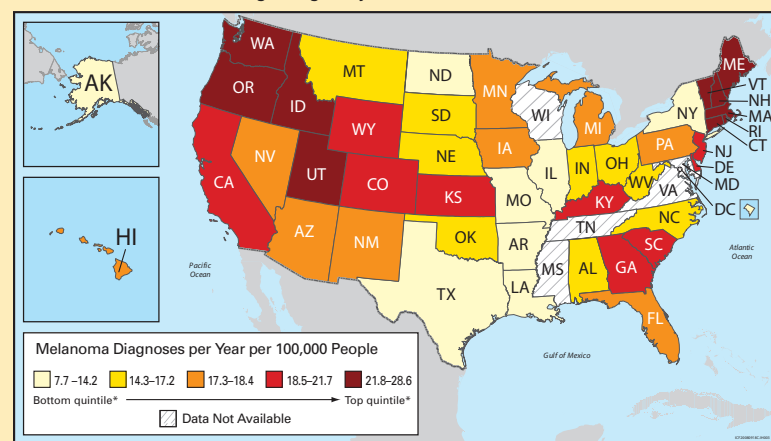 AK
HI
WA
OR
ID
MT
ND
MN
WI
MI
NY
ME
VT
NH
MA
RI
CT
NJ
DE
MD
DC
PA
WY
SD
IA
NE
NV
UT
CO
CA
KS
MO
IL
IN
OH
WV
VA
KY
TN
NC
SC
GA
AL
MS
AR
LA
OK
TX
NM
AZ
FL
Pacific
Ocean
Atlantic
Ocean
Gulf of Mexico
Melanoma Diagnoses per Year per 100,000 People
7.7–14.2 14.3–17.2 17.3–18.4 18.5–21.7 21.8–28.6
Bottom quintile* Top quintile*
Data Not Available